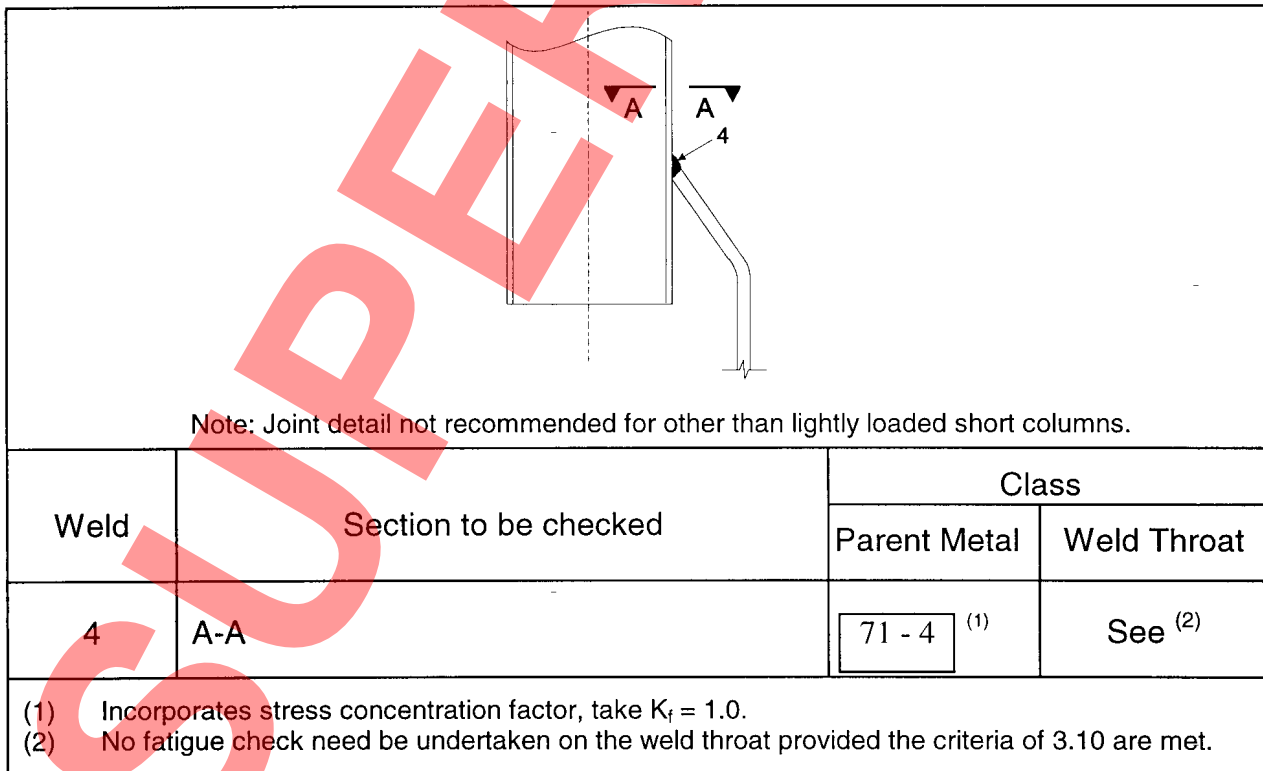 A A
4
Note: Joint detail not recommended for other than lightly loaded short columns.
Class
Weld Section to be checked Parent Metal Weld Throat
4 A-A 71 - 4 (1) See (2)
(1) Incorporates stress concentration factor, take Kf = 1.0.
(2) No fatigue check need be undertaken on the weld throat provided the criteria of 3.10 are met.
SUPER